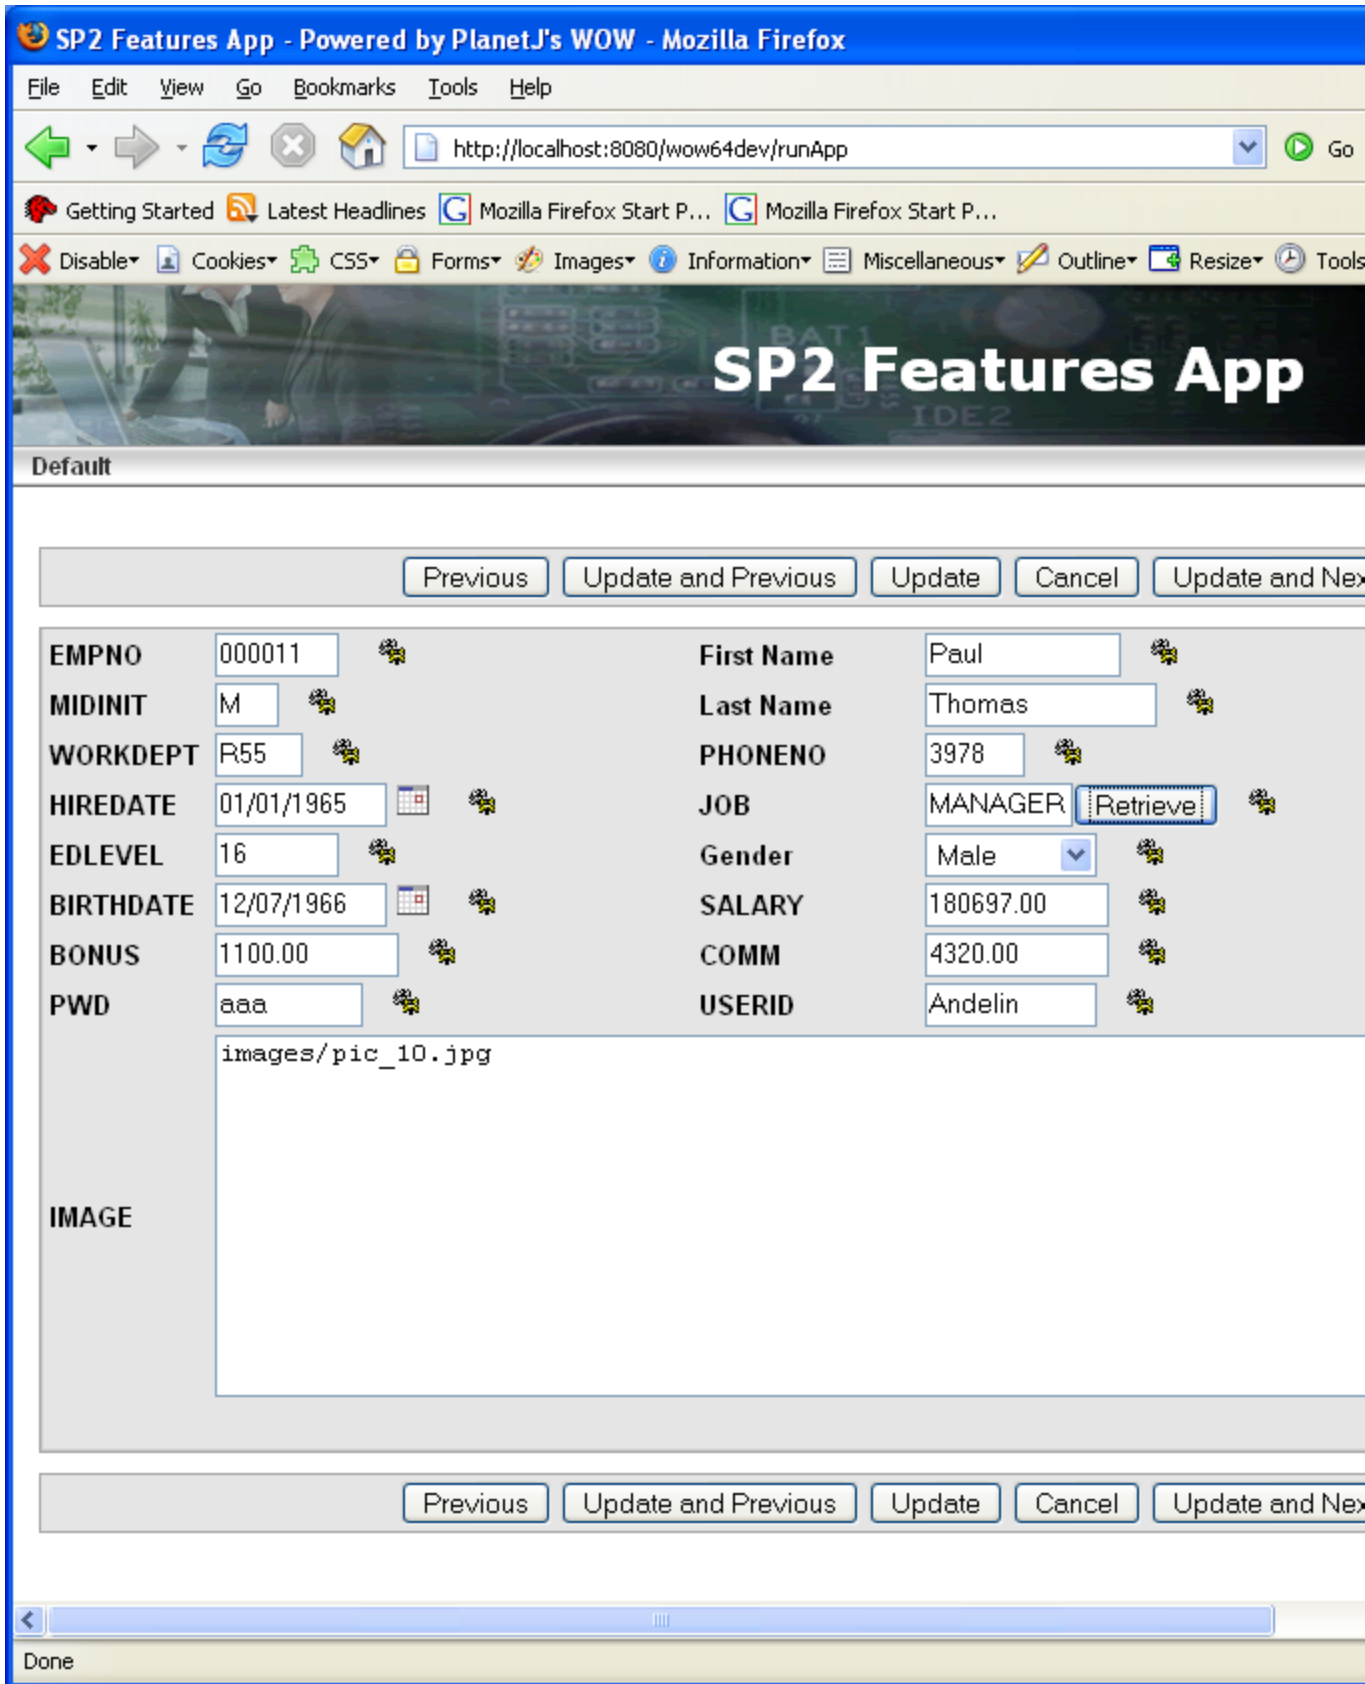 SP2 Features App - Powered by PlanetJ's WOW - Mozilla Firefox
File Edit View Go Bookmarks Tools Help
http://localhost:8080/wow64dev/runApp Go
Getting Started Latest Headlines Mozilla Firefox Start P... Mozilla Firefox Start P...
Disable Cookies CSS Forms Images Information Miscellaneous Outline Resize Tools
BAT1
SP2 Features App
IDE2
Default
Previous Update and Previous Update Cancel Update and Nex
EMPNO 000011 First Name Paul
MIDINIT M Last Name Thomas
WORKDEPT R55 PHONENO 3978
HIREDATE 01/01/1965 JOB MANAGER Retrieve
EDLEVEL 16 Gender Male
BIRTHDATE 12/07/1966 SALARY 180697.00
BONUS 1100.00 COMM 4320.00
PWD aaa USERID Andelin
images/pic_10.jpg
IMAGE
Previous Update and Previous Update Cancel Update and Nex
Done